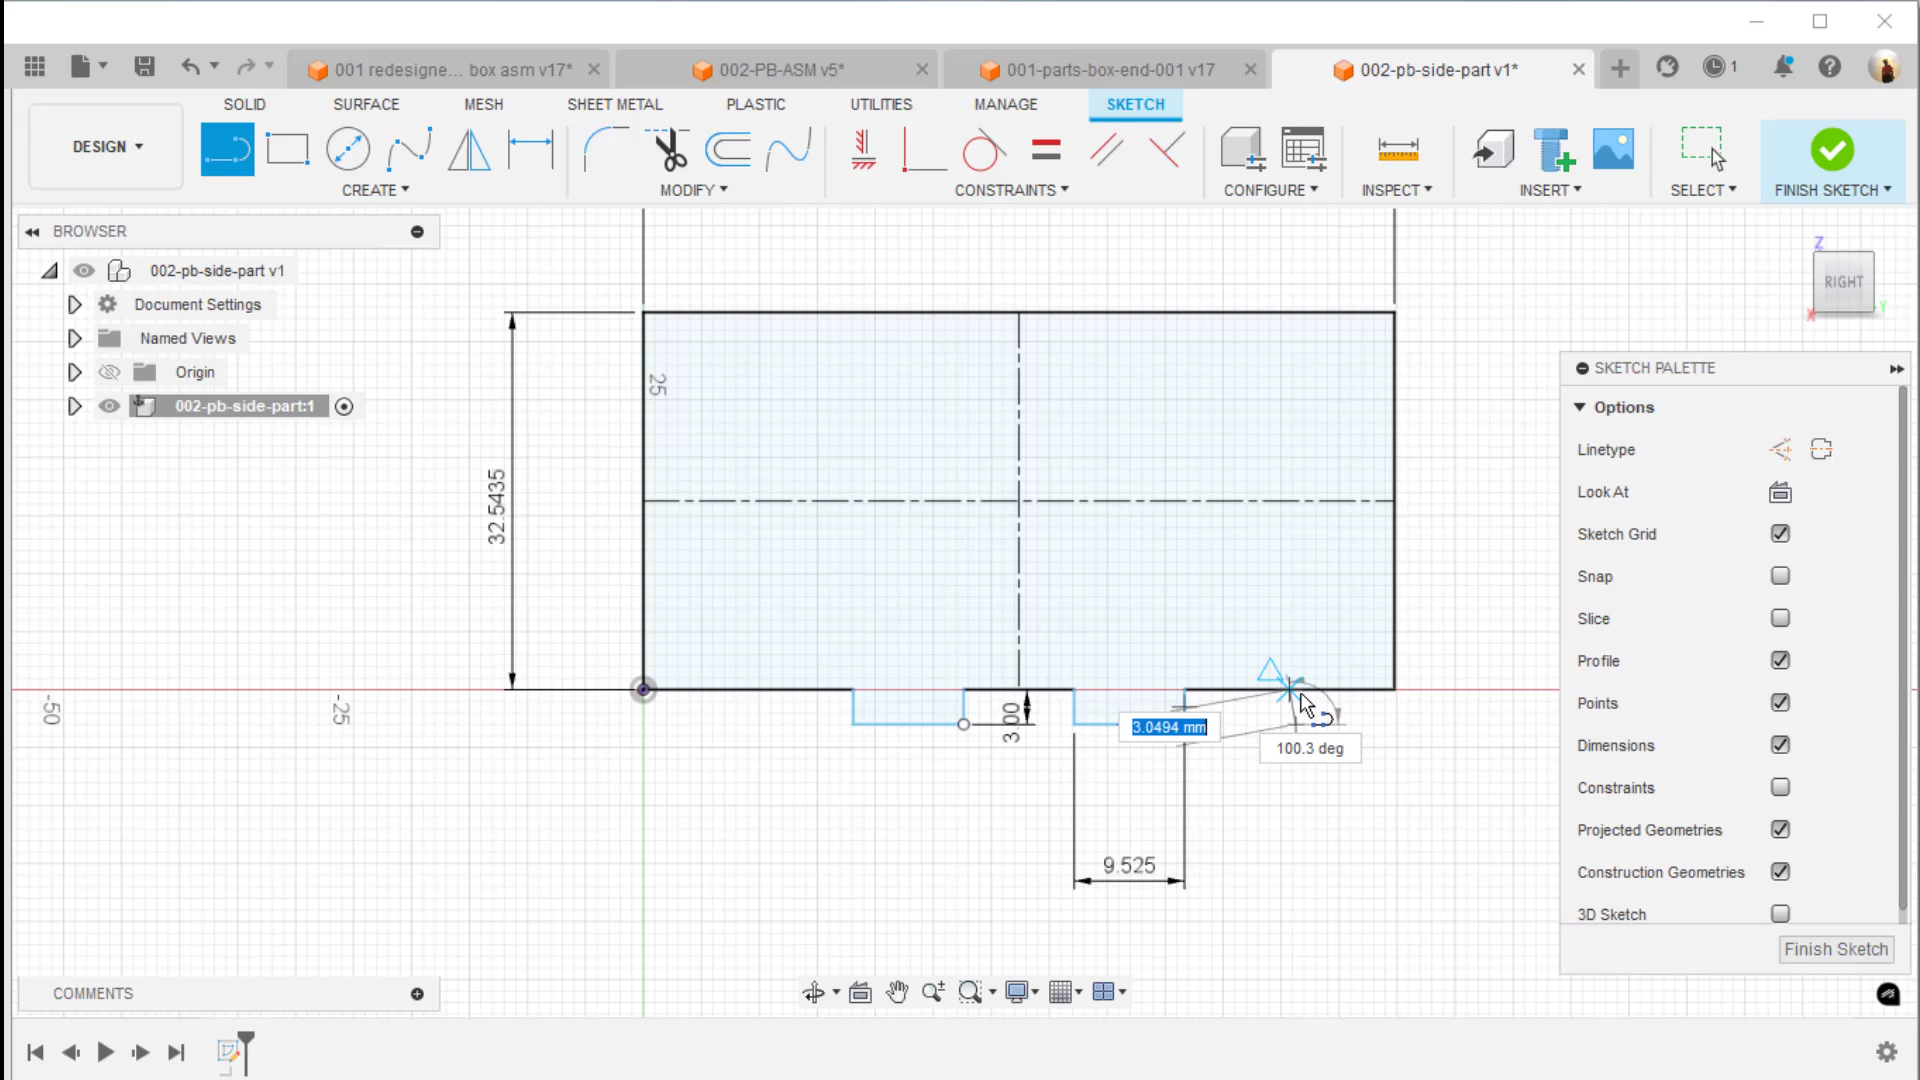 001 redesigne... box asm v17*
002-PB-ASM v5*
001-parts-box-end-001 v17
002-pb-side-part v1*
1
SOLID
SURFACE
MESH
SHEET METAL
PLASTIC
UTILITIES
MANAGE
SKETCH
DESIGN
CREATE
MODIFY
CONSTRAINTS
CONFIGURE
INSPECT
INSERT
SELECT
FINISH SKETCH
BROWSER
002-pb-side-part v1
Document Settings
Named Views
Origin
002-pb-side-part:1
Z
RIGHT
Y
X
25
32.5435
-50
-25
3.00
3.0494 mm
100.3 deg
9.525
SKETCH PALETTE
Options
Linetype
Look At
Sketch Grid
Snap
Slice
Profile
Points
Dimensions
Constraints
Projected Geometries
Construction Geometries
3D Sketch
Finish Sketch
COMMENTS